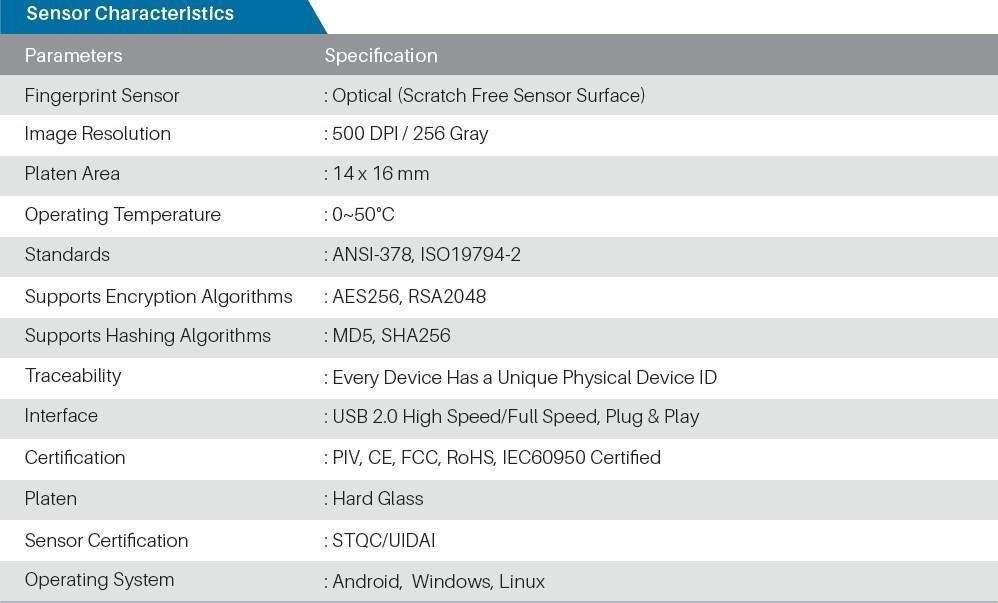 Sensor Characteristics
Parameters Specification
Fingerprint Sensor : Optical (Scratch Free Sensor Surface)
Image Resolution : 500 DPI / 256 Gray
Platen Area : 14 x 16 mm
Operating Temperature : 0~50°C
Standards : ANSI-378, ISO19794-2
Supports Encryption Algorithms : AES256, RSA2048
Supports Hashing Algorithms : MD5, SHA256
Traceability : Every Device Has a Unique Physical Device ID
Interface : USB 2.0 High Speed/Full Speed, Plug & Play
Certification : PIV, CE, FCC, RoHS, IEC60950 Certified
Platen : Hard Glass
Sensor Certification : STQC/UIDAI
Operating System : Android, Windows, Linux